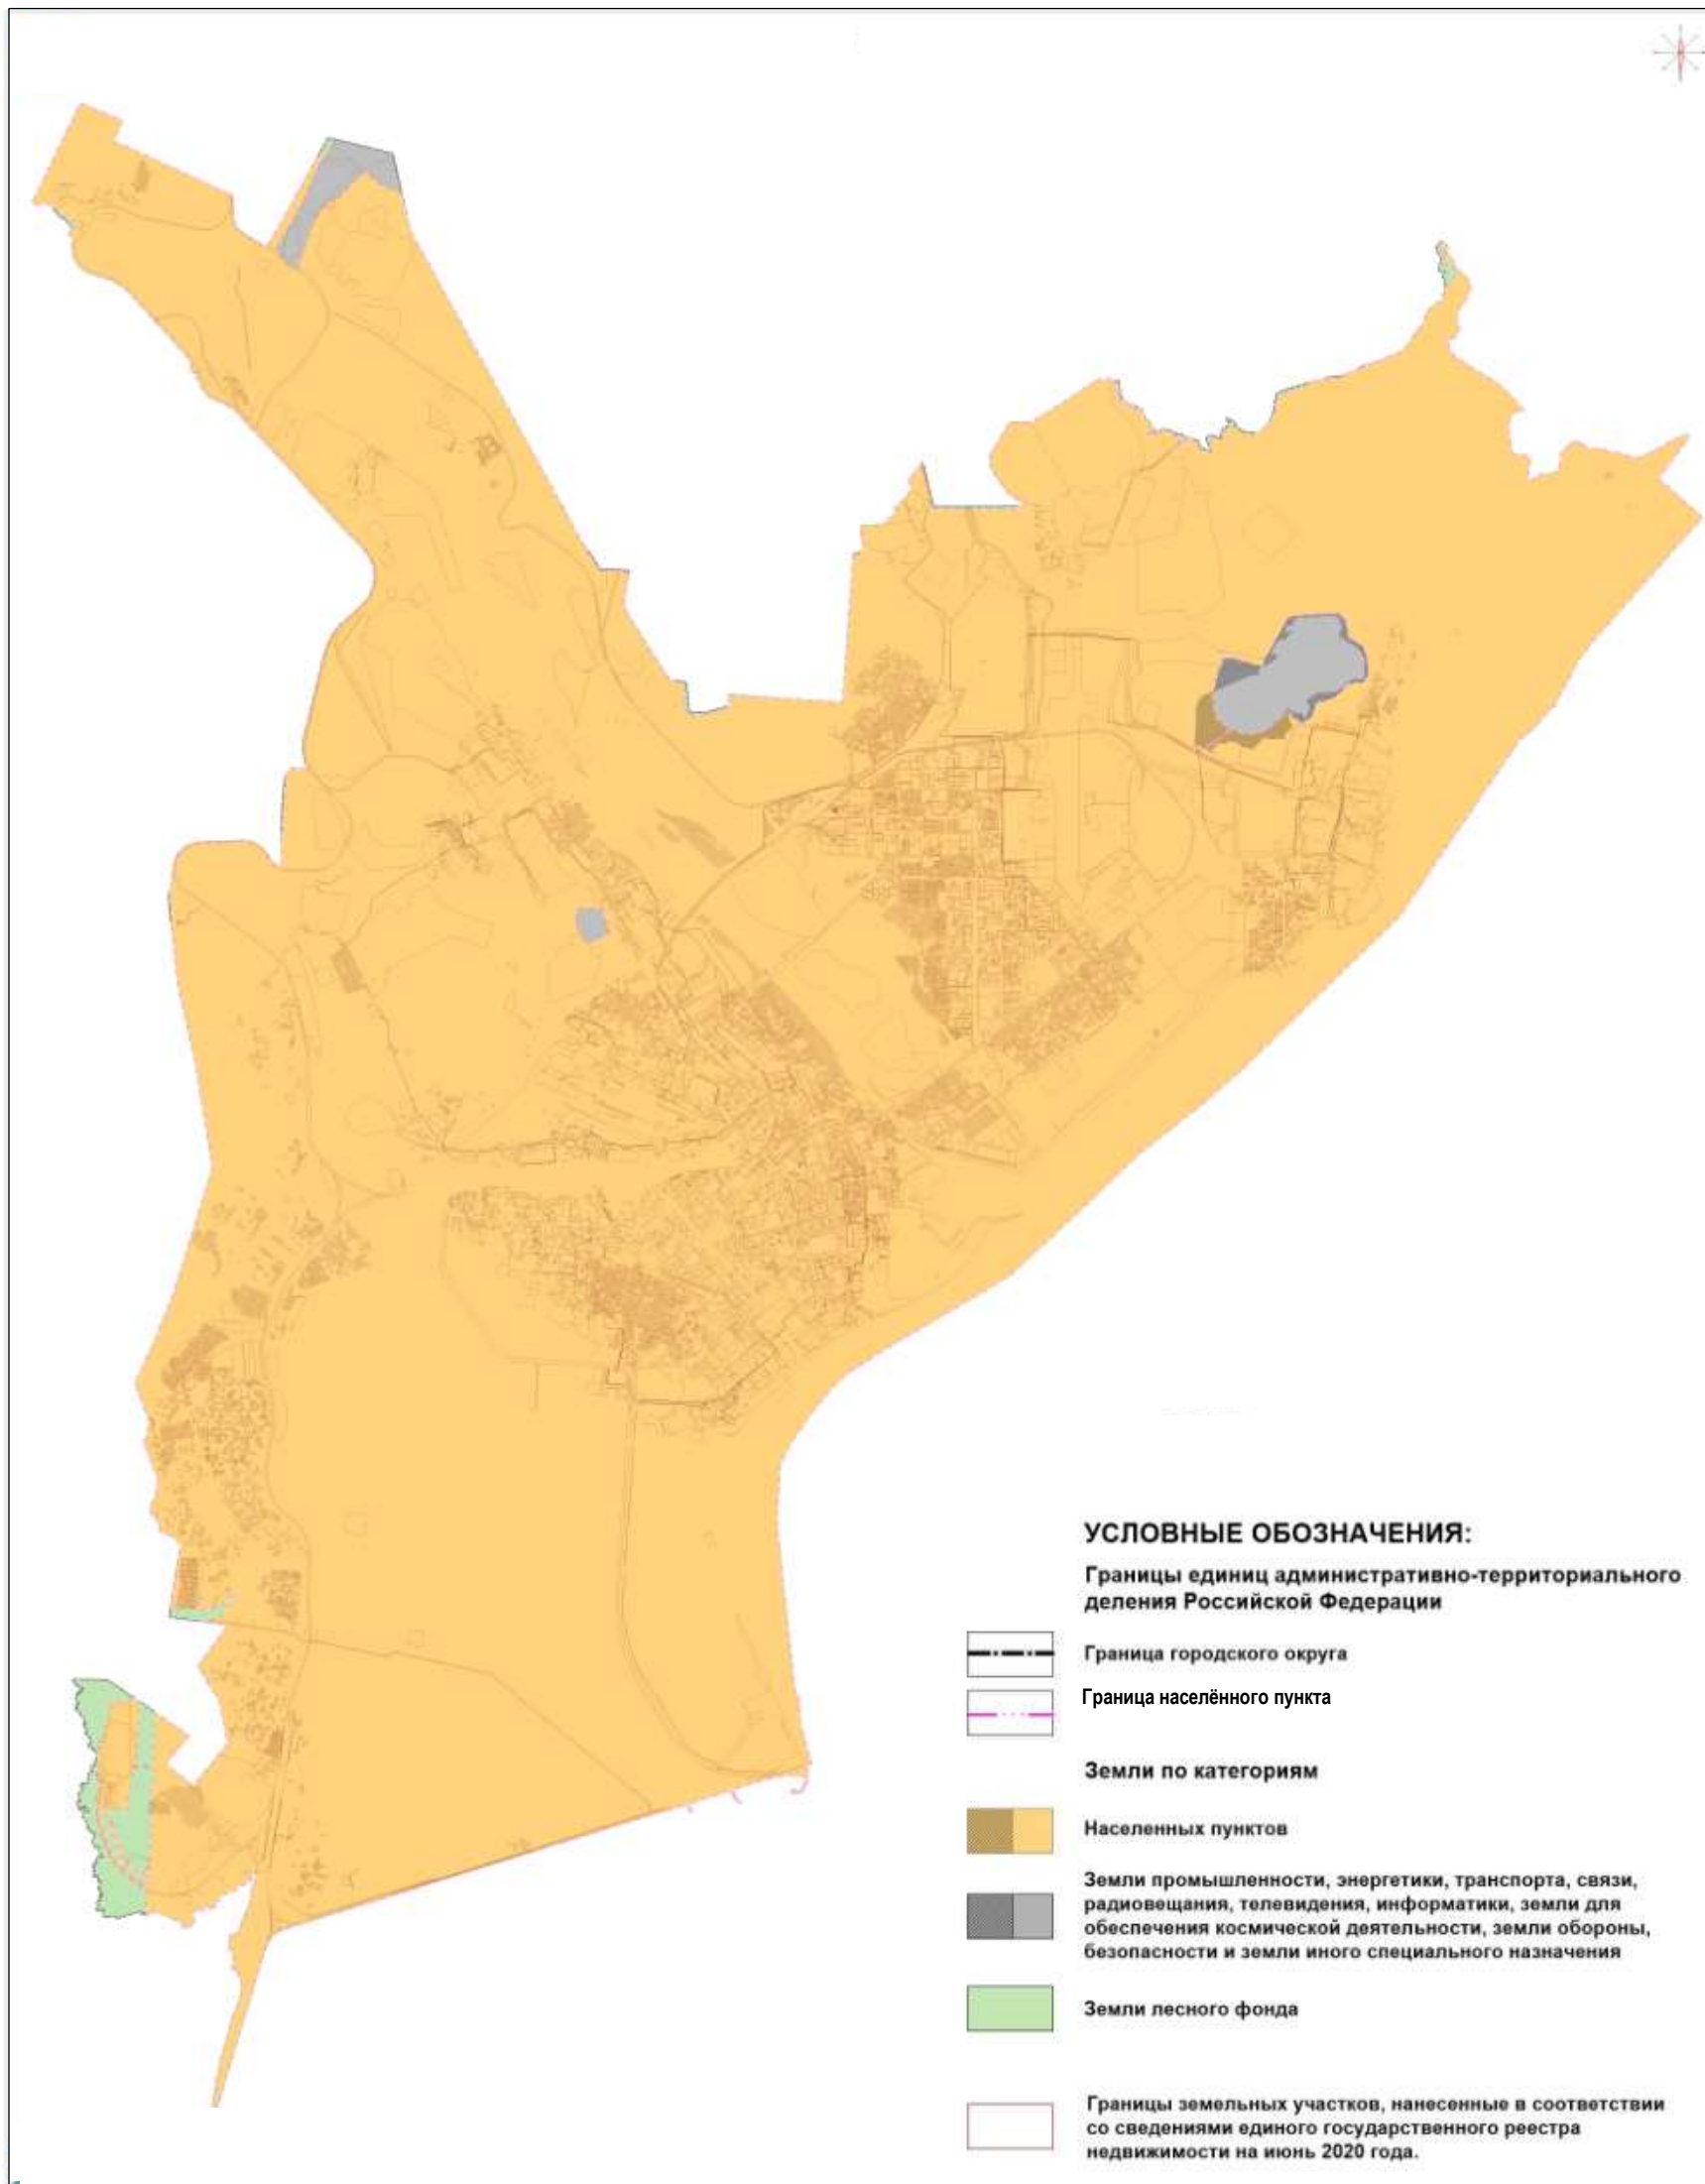 УСЛОВНЫЕ ОБОЗНАЧЕНИЯ:
Границы единиц административно-территориального
деления Российской Федерации
Граница городского округа
Граница населённого пункта
Земли по категориям
Населенных пунктов
Земли промышленности, энергетики, транспорта, связи,
радиовещания, телевидения, информатики, земли для
обеспечения космической деятельности, земли обороны,
безопасности и земли иного специального назначения
Земли лесного фонда
Границы земельных участков, нанесенные в соответствии
со сведениями единого государственного реестра
недвижимости на июнь 2020 года.